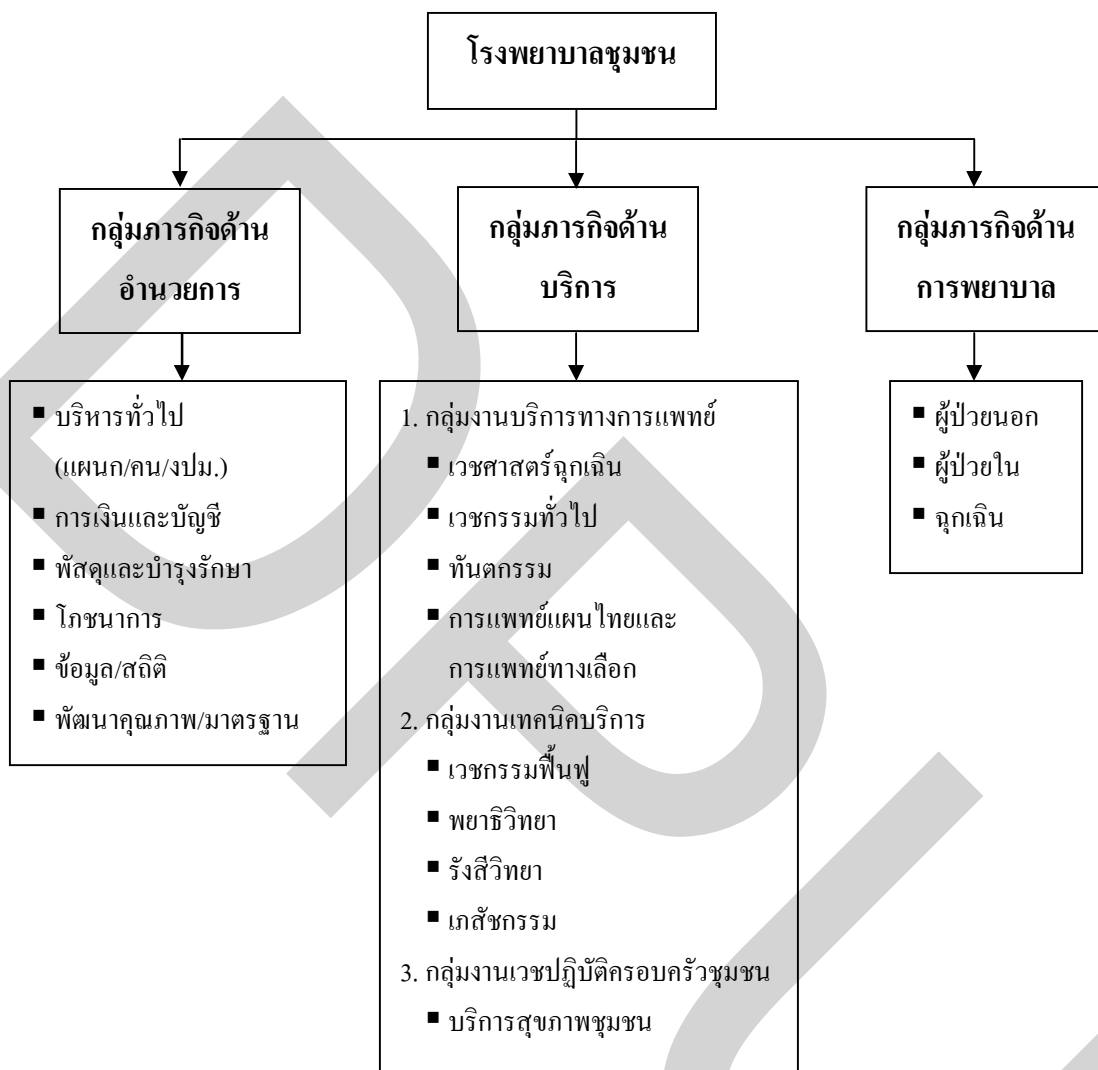 โรงพยาบาลชุมชน
กลุ่มภารกิจด้าน
อำนวยการ
กลุ่มภารกิจด้าน
บริการ
กลุ่มภารกิจด้าน
การพยาบาล
▪ บริหารทั่วไป
(แผนก/คน/งปม.)
▪ การเงินและบัญชี
▪ พัสดุและบำรุงรักษา
▪ โภชนาการ
▪ ข้อมูล/สถิติ
▪ พัฒนาคุณภาพ/มาตรฐาน
1. กลุ่มงานบริการทางการแพทย์
▪ เวชศาสตร์ฉุกเฉิน
▪ เวชกรรมทั่วไป
▪ ทันตกรรม
▪ การแพทย์แผนไทยและ
การแพทย์ทางเลือก
2. กลุ่มงานเทคนิคบริการ
▪ เวชกรรมฟื้นฟู
▪ พยาธิวิทยา
▪ รังสีวิทยา
▪ เภสัชกรรม
3. กลุ่มงานเวชปฏิบัติครอบครัวชุมชน
▪ บริการสุขภาพชุมชน
▪ ผู้ป่วยนอก
▪ ผู้ป่วยใน
▪ ฉุกเฉิน